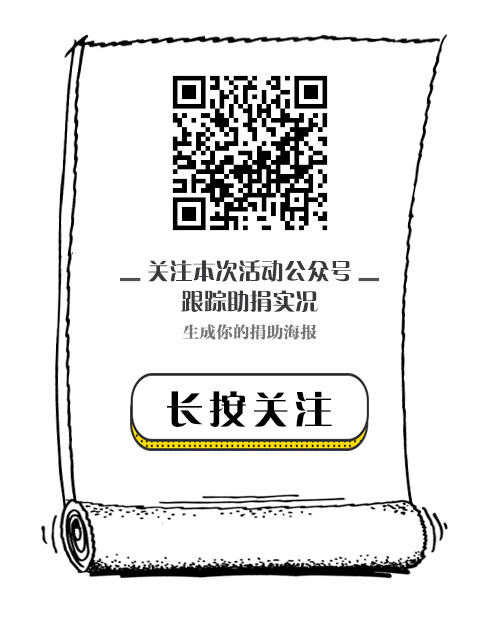 关注本次活动公众号
跟踪助捐实况
生成你的捐助海报
长按关注